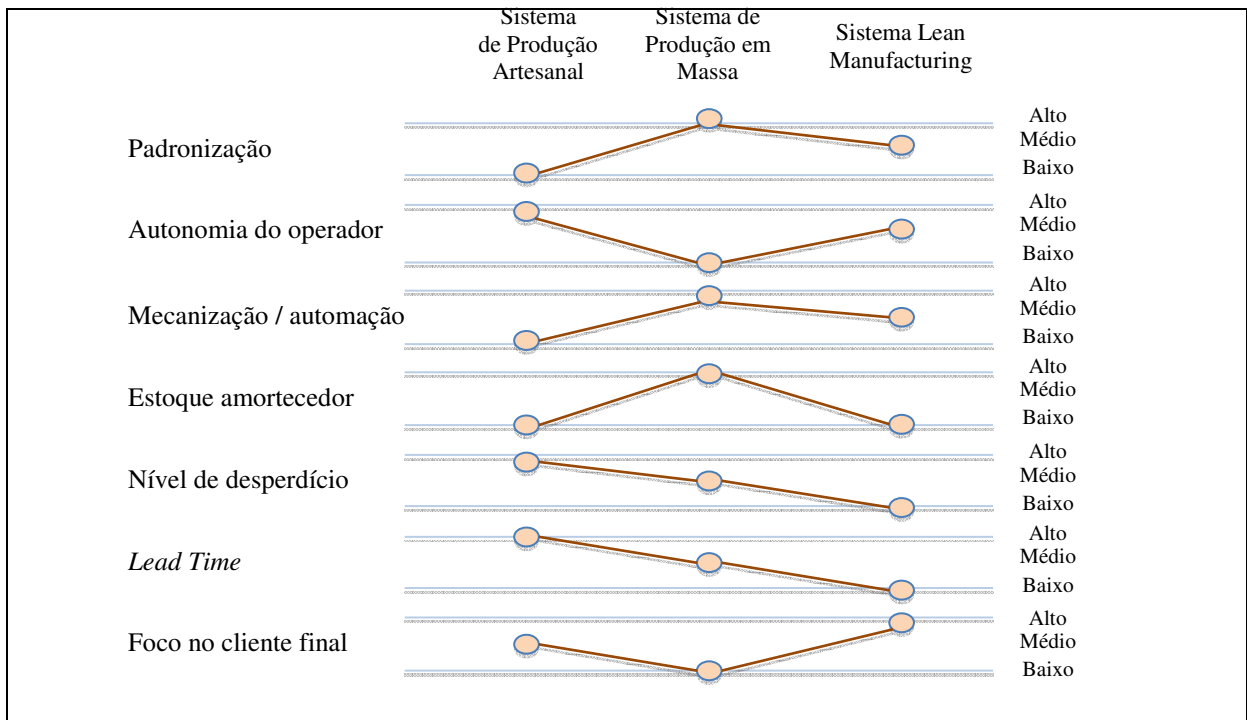 Sistema
de Produção
Artesanal
Sistema de
Produção em
Massa
Sistema Lean
Manufacturing
Padronização
Alto
Médio
Baixo
Autonomia do operador
Alto
Médio
Baixo
Mecanização / automação
Alto
Médio
Baixo
Estoque amortecedor
Alto
Médio
Baixo
Nível de desperdício
Alto
Médio
Baixo
Lead Time
Alto
Médio
Baixo
Foco no cliente final
Alto
Médio
Baixo